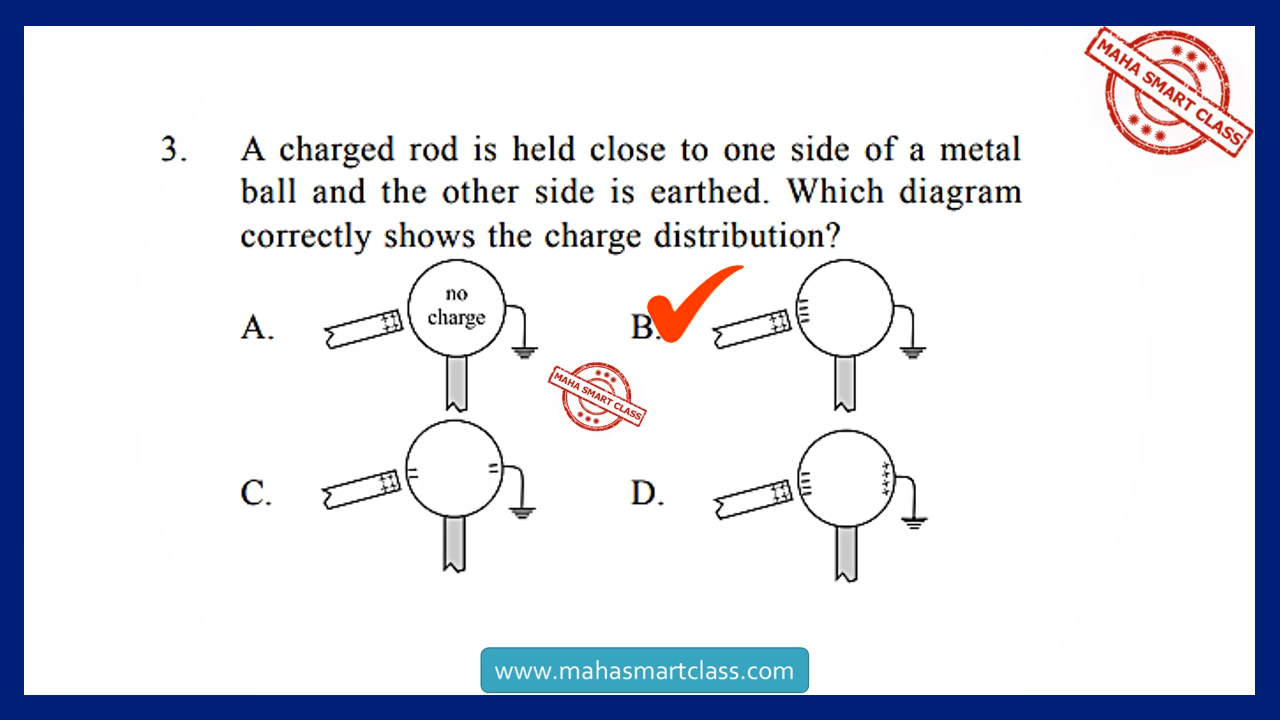 MAHA SMART CLASS
3. A charged rod is held close to one side of a metal
ball and the other side is earthed. Which diagram
correctly shows the charge distribution?
A. no
charge
B.
MAHA SMART CLASS
C.
D.
www.mahasmartclass.com